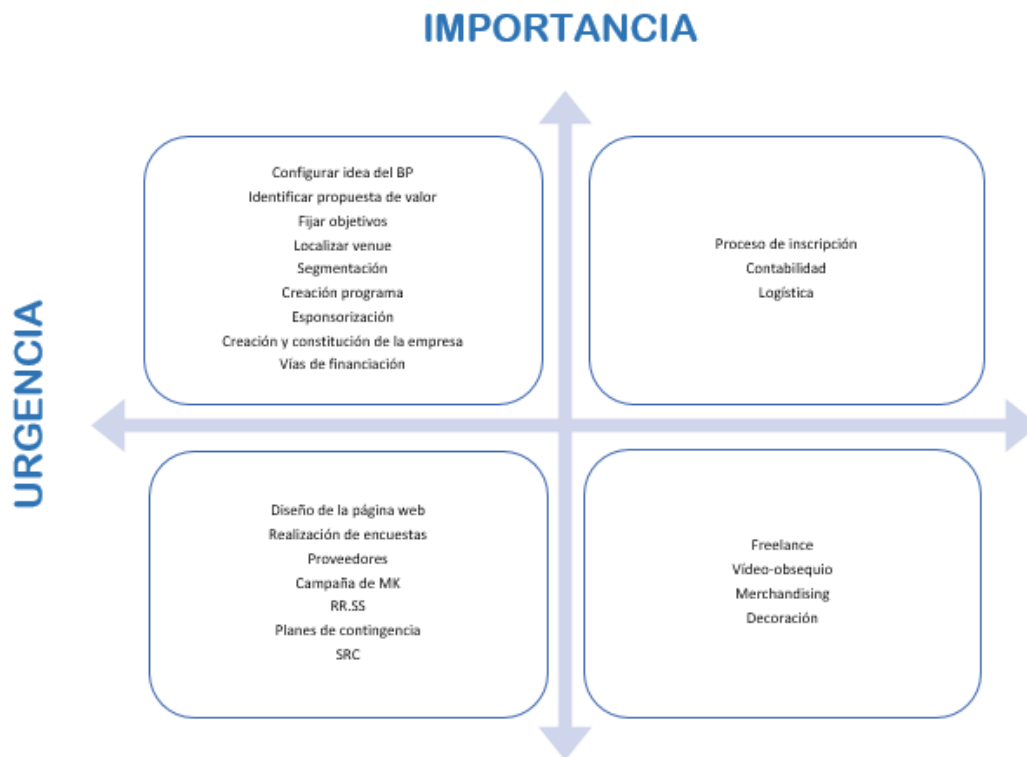 IMPORTANCIA
URGENCIA
Configurar idea del BP
Identificar propuesta de valor
Fijar objetivos
Localizar venue
Segmentación
Creación programa
Esponsorización
Creación y constitución de la empresa
Vías de financiación
Proceso de inscripción
Contabilidad
Logística
Diseño de la página web
Realización de encuestas
Proveedores
Campaña de MK
RR.SS
Planes de contingencia
SRC
Freelance
Vídeo-obsequio
Merchandising
Decoración